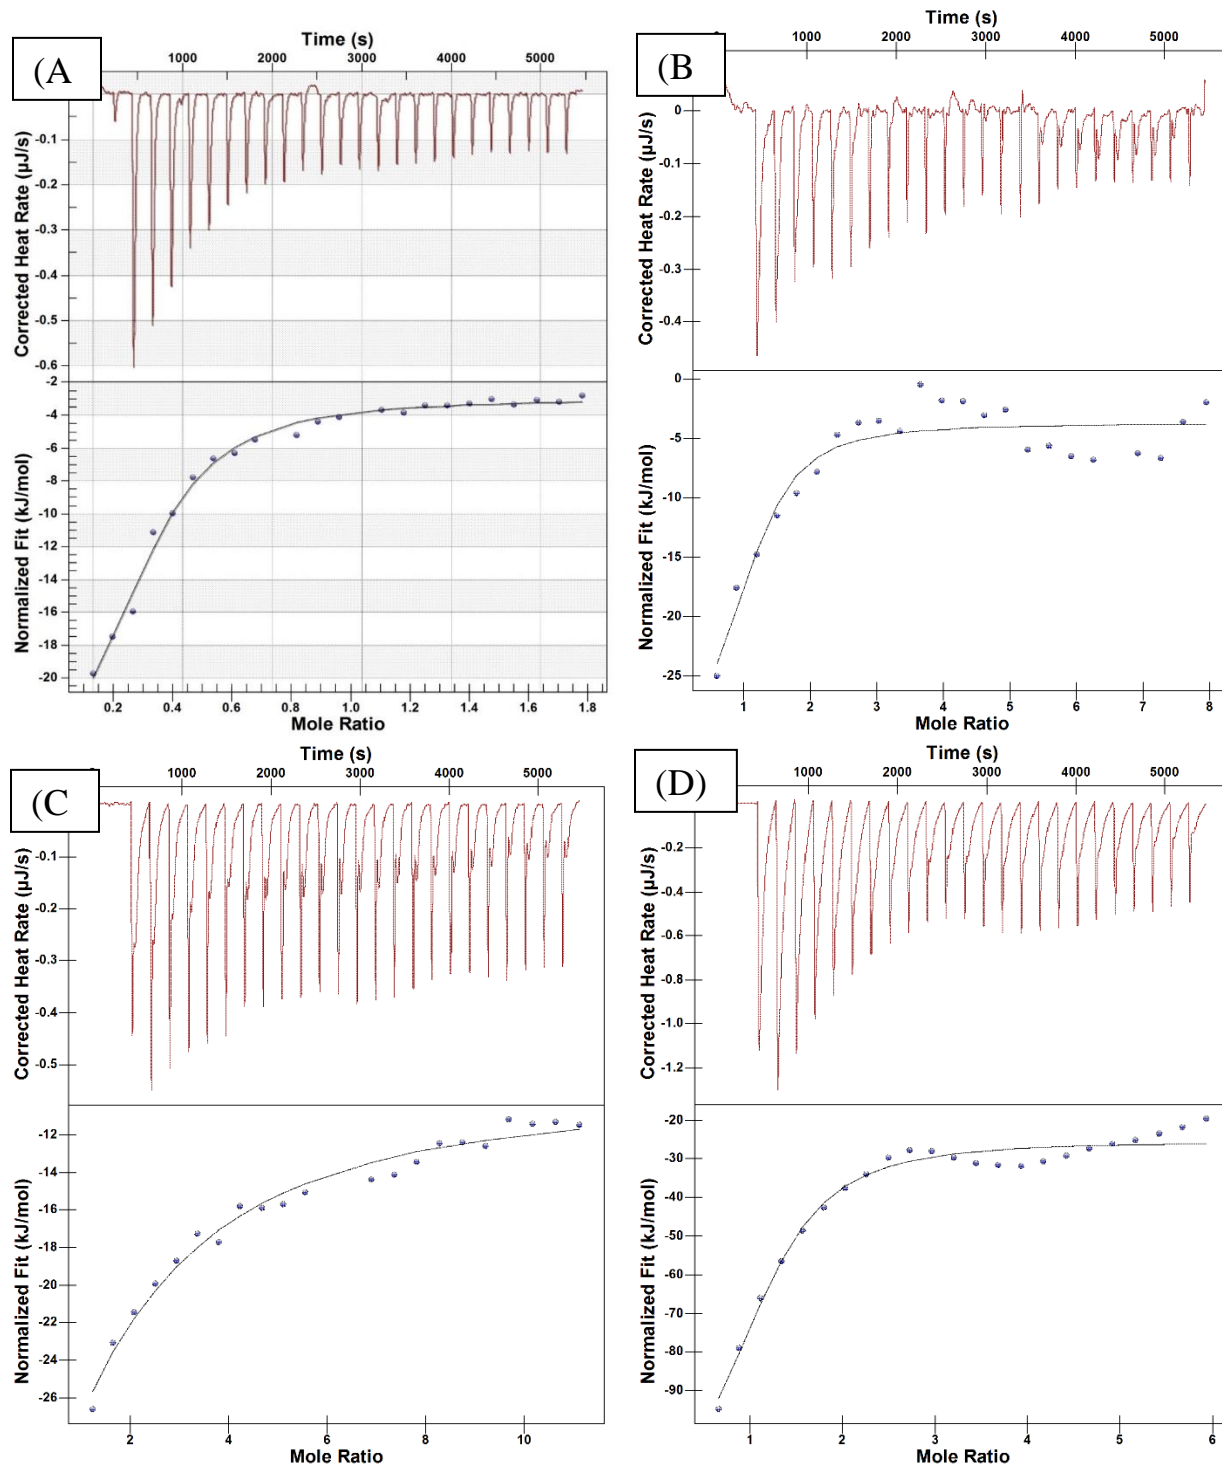 (A
Time (s)
1000 2000 3000 4000 5000
Corrected Heat Rate (µJ/s)
-0.1
-0.2
-0.3
-0.4
-0.5
-0.6
Normalized Fit (kJ/mol)
-2
-4
-6
-8
-10
-12
-14
-16
-18
-20
0.2 0.4 0.6 0.8 1.0 1.2 1.4 1.6 1.8
Mole Ratio
(B
Time (s)
1000 2000 3000 4000 5000
Corrected Heat Rate (µJ/s)
0
-0.1
-0.2
-0.3
-0.4
Normalized Fit (kJ/mol)
0
-5
-10
-15
-20
-25
1 2 3 4 5 6 7 8
Mole Ratio
(C
Time (s)
1000 2000 3000 4000 5000
Corrected Heat Rate (µJ/s)
-0.1
-0.2
-0.3
-0.4
-0.5
Normalized Fit (kJ/mol)
-12
-14
-16
-18
-20
-22
-24
-26
2 4 6 8 10
Mole Ratio
(D)
Time (s)
1000 2000 3000 4000 5000
Corrected Heat Rate (µJ/s)
-0.2
-0.4
-0.6
-0.8
-1.0
-1.2
Normalized Fit (kJ/mol)
-20
-30
-40
-50
-60
-70
-80
-90
1 2 3 4 5 6
Mole Ratio